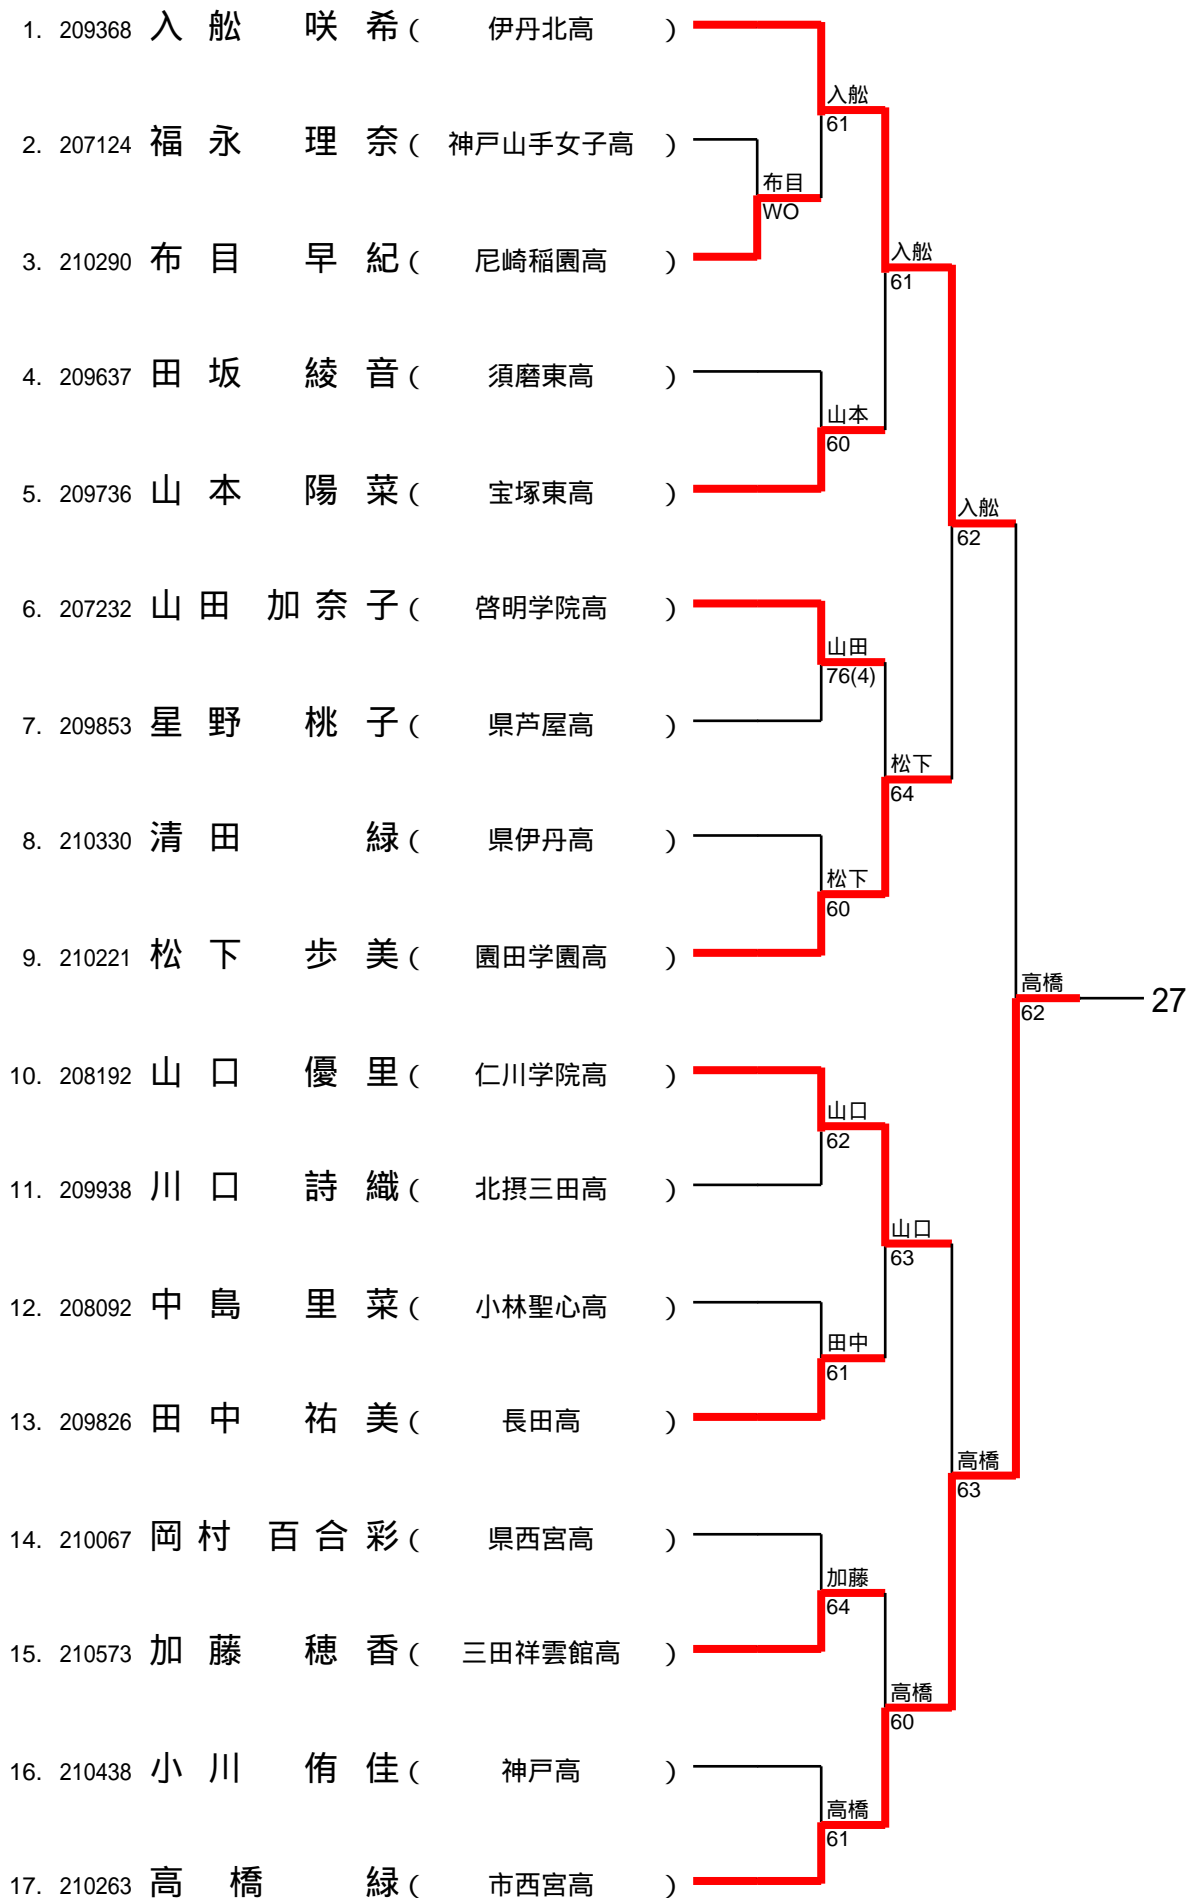 1. 209368 入舩 咲希 ( 伊丹北高 )
入舩
61
2. 207124 福永 理奈 ( 神戸山手女子高 )
布目
WO
3. 210290 布目 早紀 ( 尼崎稲園高 )
入舩
61
4. 209637 田坂 綾音 ( 須磨東高 )
山本
60
5. 209736 山本 陽菜 ( 宝塚東高 )
入舩
62
6. 207232 山田 加奈子 ( 啓明学院高 )
山田
76(4)
7. 209853 星野 桃子 ( 県芦屋高 )
松下
64
8. 210330 清田 緑 ( 県伊丹高 )
松下
60
9. 210221 松下 歩美 ( 園田学園高 )
高橋
62
27
10. 208192 山口 優里 ( 仁川学院高 )
山口
62
11. 209938 川口 詩織 ( 北摂三田高 )
山口
63
12. 208092 中島 里菜 ( 小林聖心高 )
田中
61
13. 209826 田中 祐美 ( 長田高 )
高橋
63
14. 210067 岡村 百合彩 ( 県西宮高 )
加藤
64
15. 210573 加藤 穂香 ( 三田祥雲館高 )
高橋
60
16. 210438 小川 侑佳 ( 神戸高 )
高橋
61
17. 210263 高橋 緑 ( 市西宮高 )